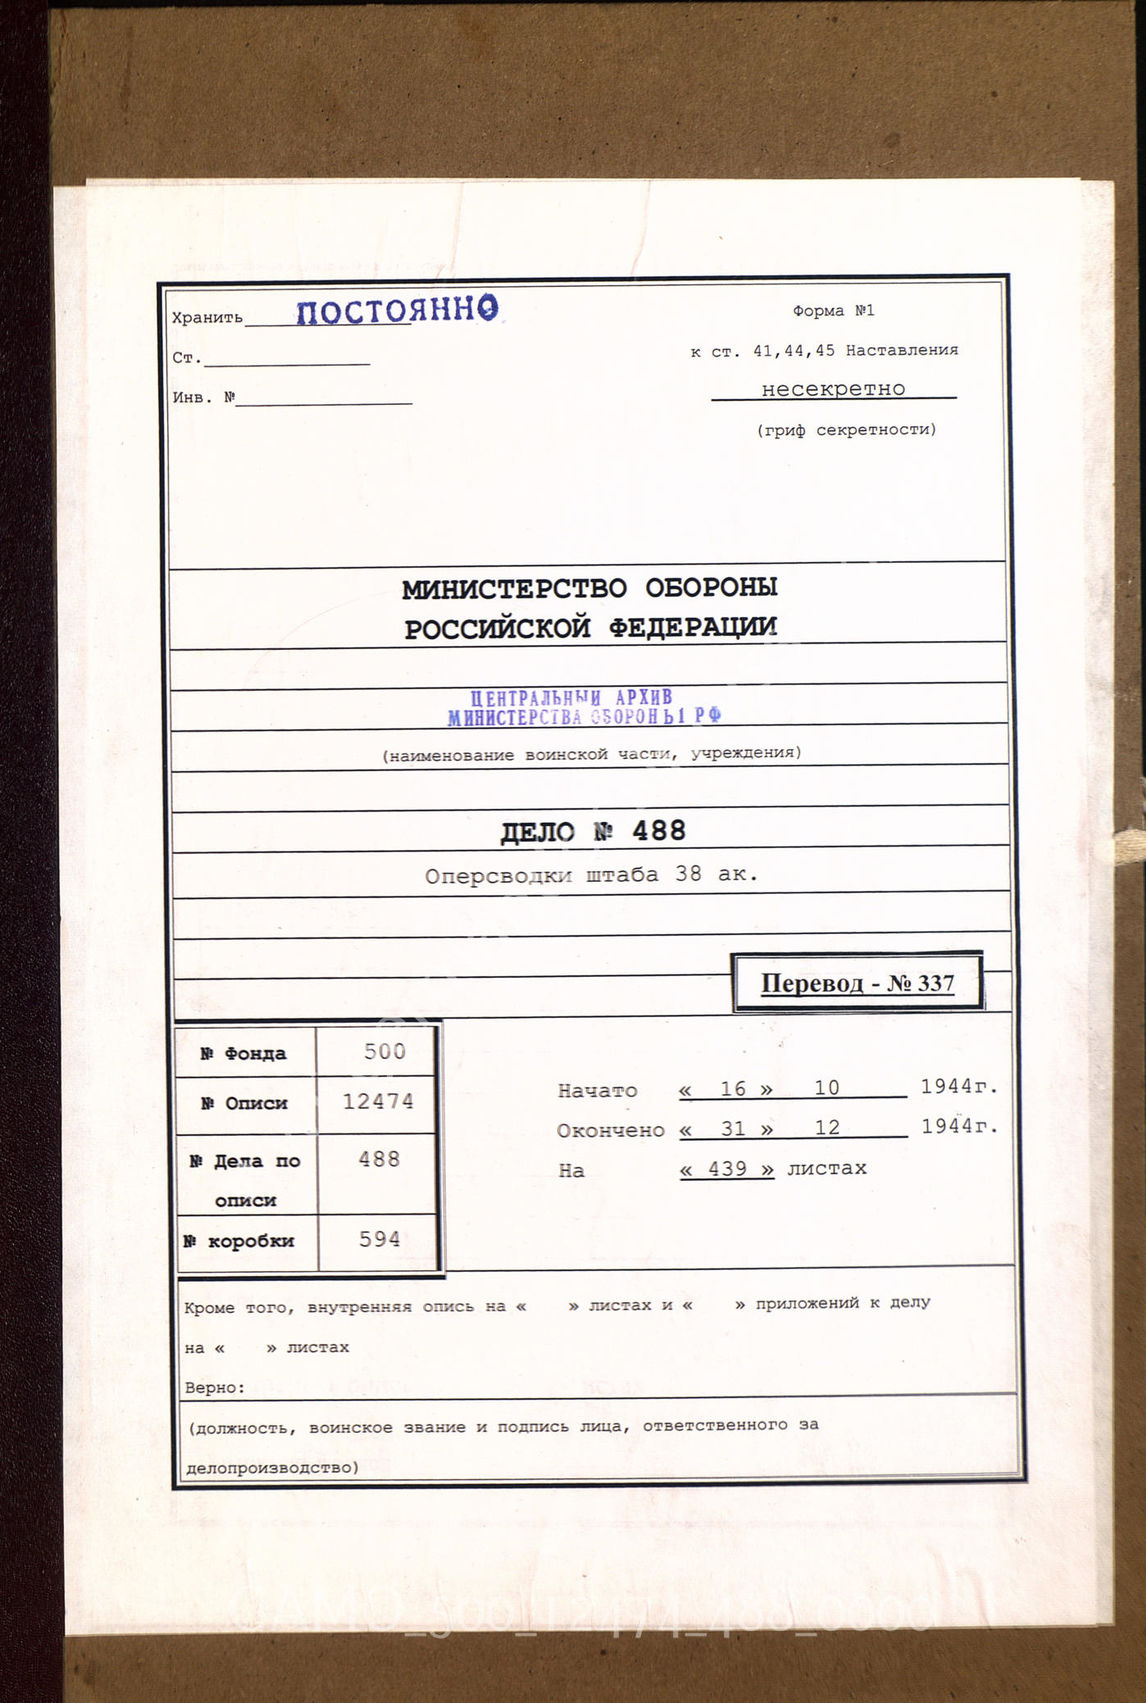 Хранить ПОСТОЯННО
Ст.
Инв. №
Форма №1
к ст. 41,44,45 Наставления
несекретно
(гриф секретности)
МИНИСТЕРСТВО ОБОРОНЫ
РОССИЙСКОЙ ФЕДЕРАЦИИ
ЦЕНТРАЛЬНЫЙ АРХИВ
МИНИСТЕРСТВА ОБОРОНЫ РФ
(наименование воинской части, учреждения)
ДЕЛО № 488
Оперсводки штаба 38 ак.
Перевод - № 337
№ Фонда 500
№ Описи 12474
№ Дела по описи 488
№ коробки 594
Начато « 16 » 10 1944г.
Окончено « 31 » 12 1944г.
На « 439 » листах
Кроме того, внутренняя опись на « » листах и « » приложений к делу
на « » листах
Верно:
(должность, воинское звание и подпись лица, ответственного за
делопроизводство)